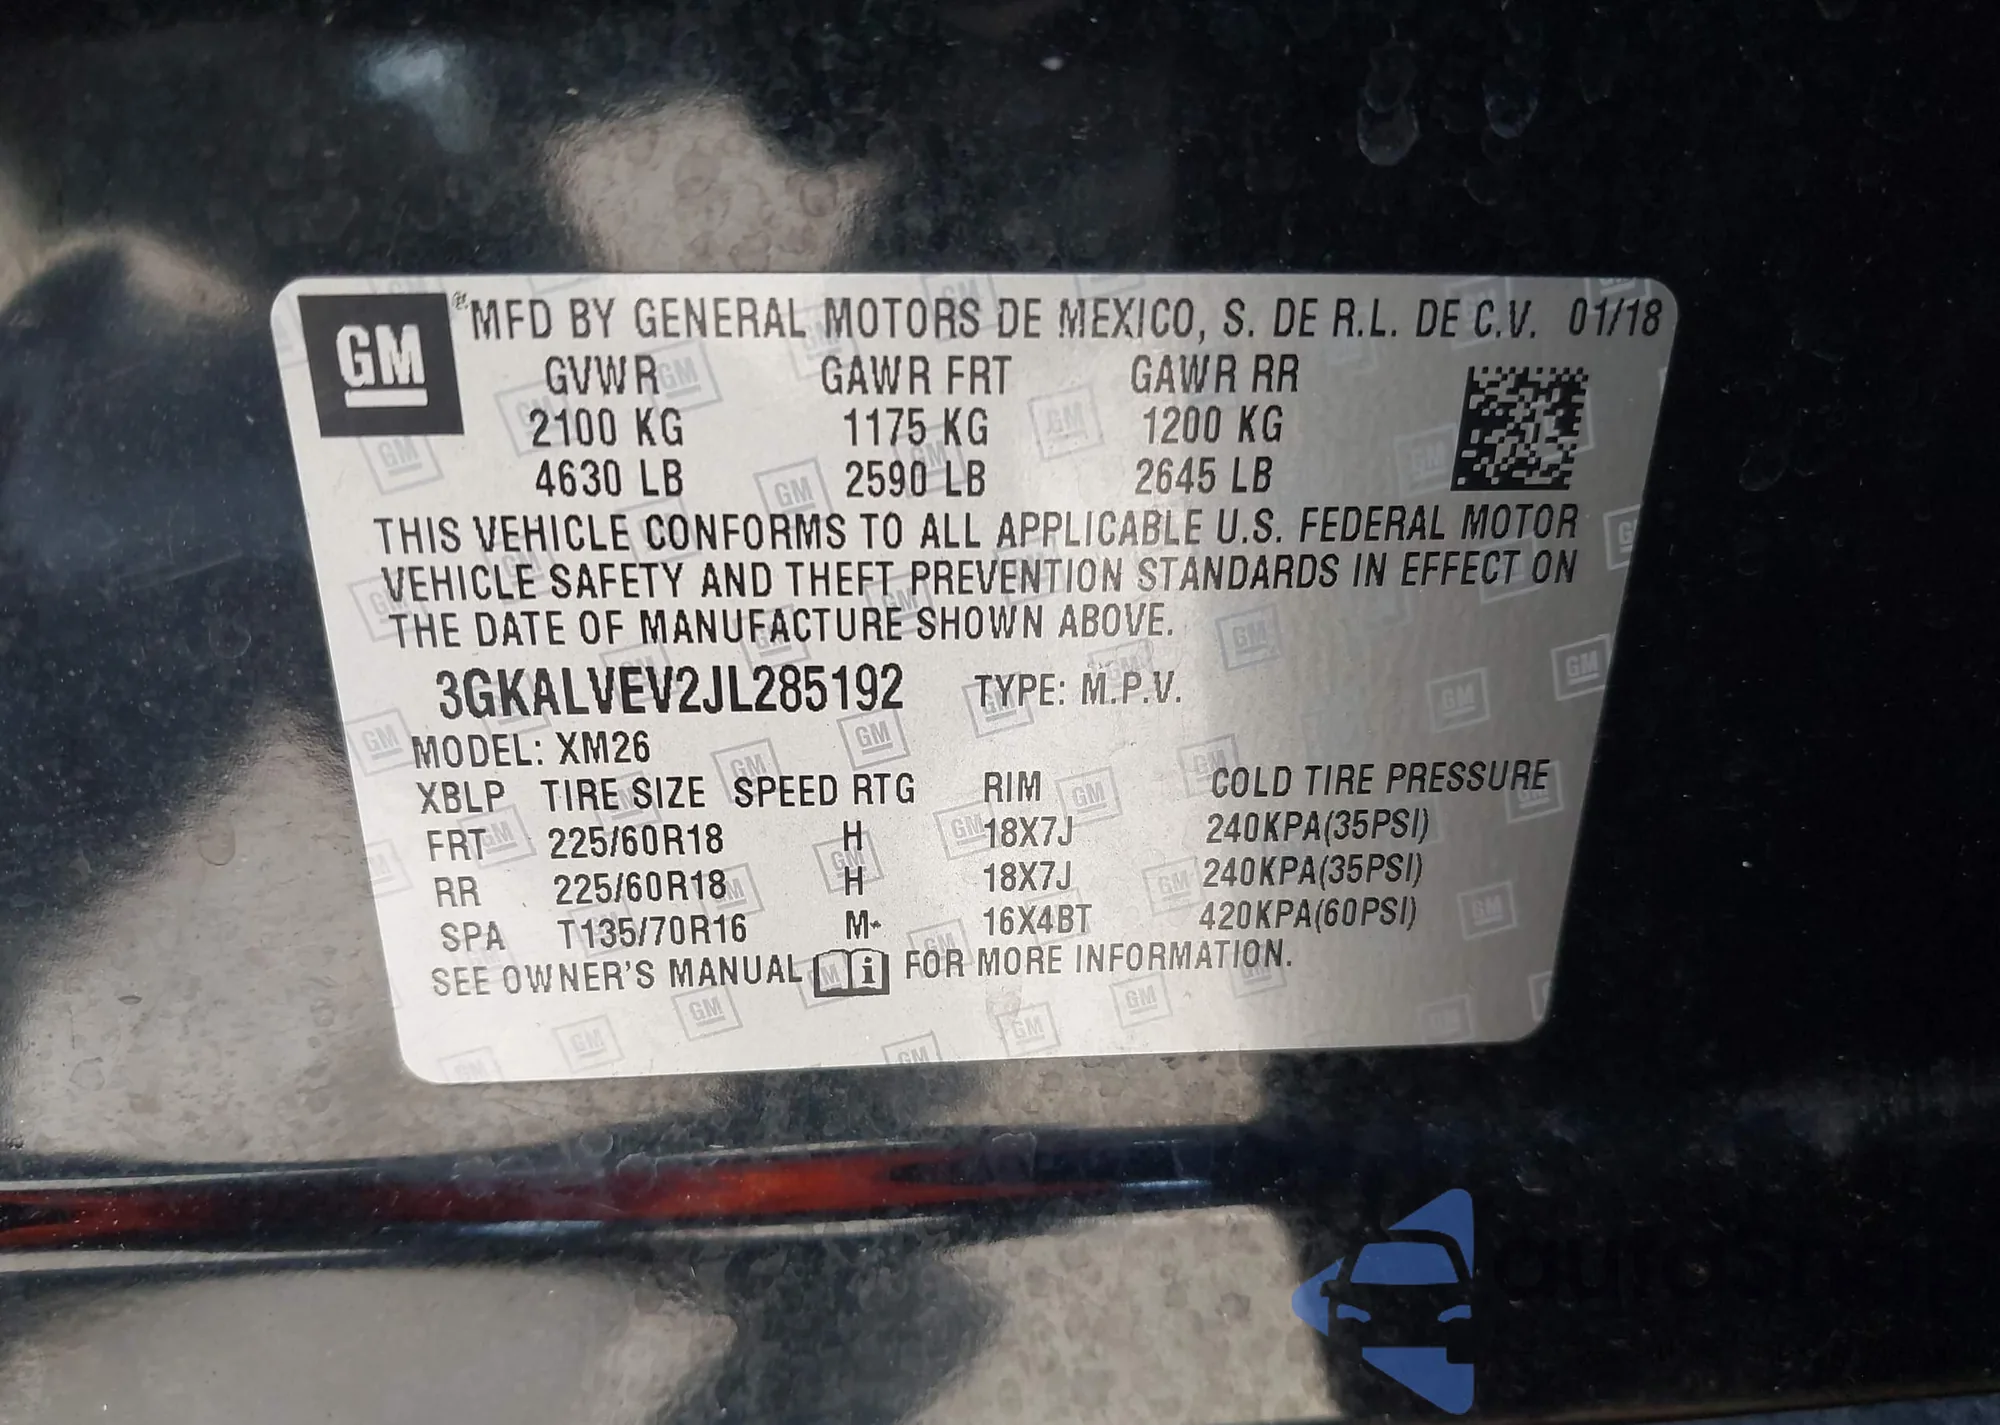 GM
MFD BY GENERAL MOTORS DE MEXICO, S. DE R.L. DE C.V. 01/18
GVWR GAWR FRT GAWR RR
2100 KG 1175 KG 1200 KG
4630 LB 2590 LB 2645 LB
THIS VEHICLE CONFORMS TO ALL APPLICABLE U.S. FEDERAL MOTOR
VEHICLE SAFETY AND THEFT PREVENTION STANDARDS IN EFFECT ON
THE DATE OF MANUFACTURE SHOWN ABOVE.
3GKALVEV2JL285192 TYPE: M.P.V.
MODEL: XM26
XBLP TIRE SIZE SPEED RTG RIM COLD TIRE PRESSURE
FRT 225/60R18 H 18X7J 240KPA(35PSI)
RR 225/60R18 H 18X7J 240KPA(35PSI)
SPA T135/70R16 M 16X4BT 420KPA(60PSI)
SEE OWNER'S MANUAL i FOR MORE INFORMATION.